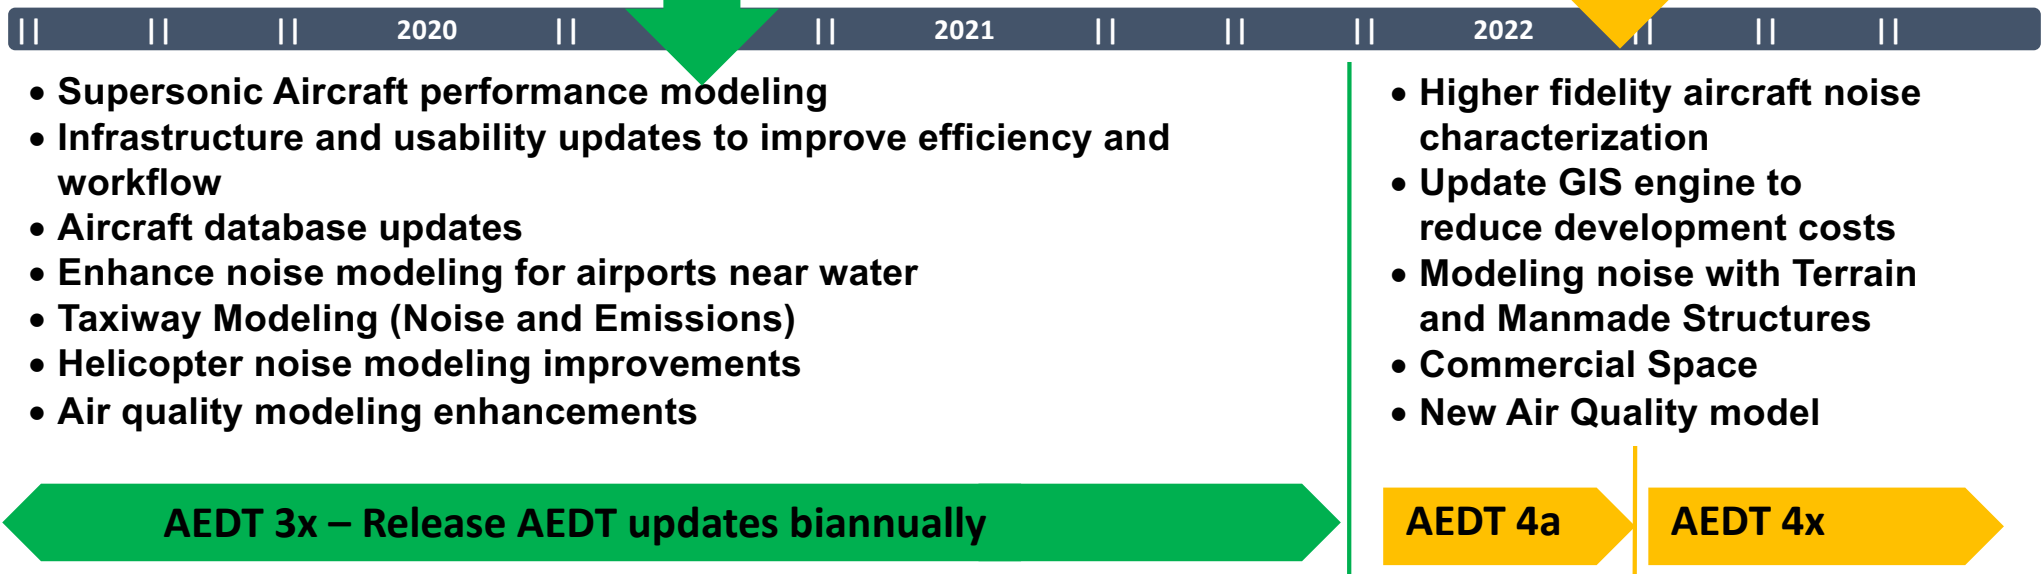 || || || 2020 || || 2021 || || || 2022 || || ||
• Supersonic Aircraft performance modeling
• Infrastructure and usability updates to improve efficiency and
workflow
• Aircraft database updates
• Enhance noise modeling for airports near water
• Taxiway Modeling (Noise and Emissions)
• Helicopter noise modeling improvements
• Air quality modeling enhancements
• Higher fidelity aircraft noise
characterization
• Update GIS engine to
reduce development costs
• Modeling noise with Terrain
and Manmade Structures
• Commercial Space
• New Air Quality model
AEDT 3x – Release AEDT updates biannually
AEDT 4a
AEDT 4x